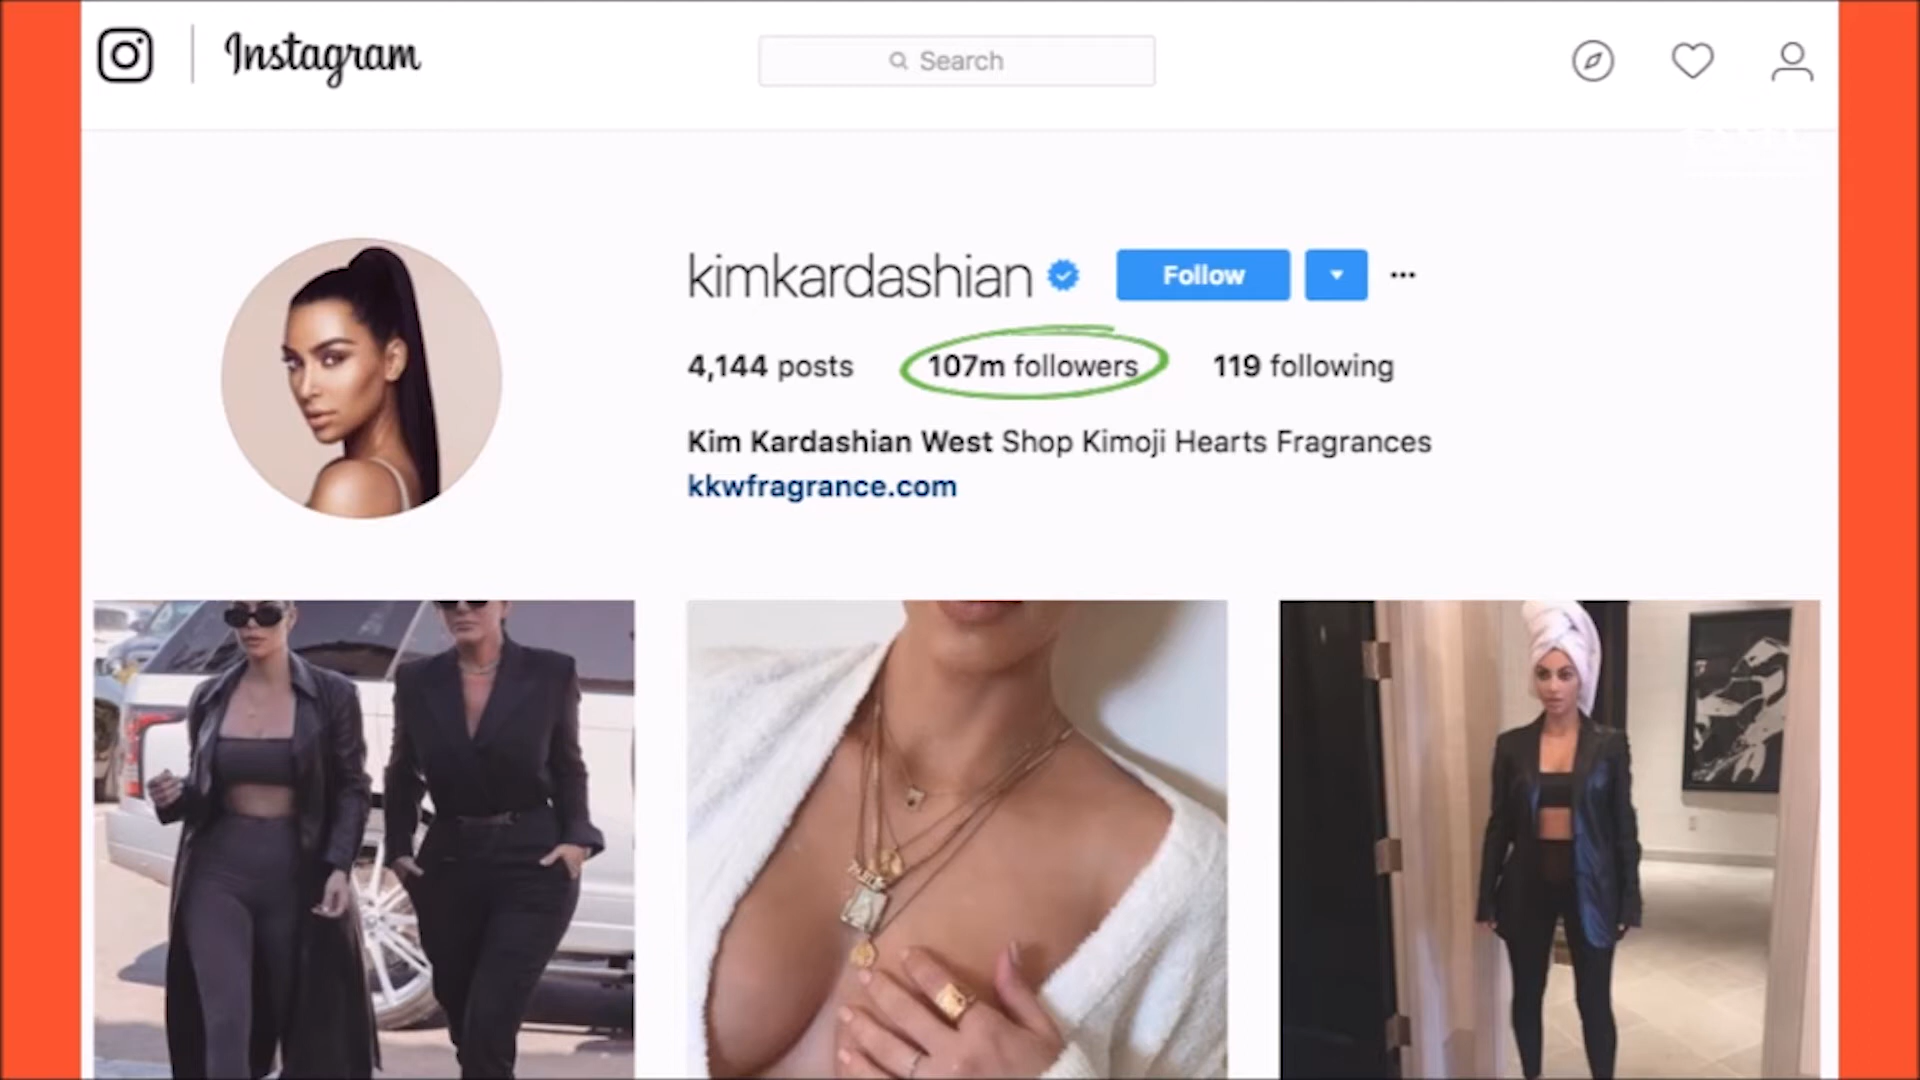 Instagram
Search
kimkardashian Follow
4,144 posts 107m followers 119 following
Kim Kardashian West Shop Kimoji Hearts Fragrances
kkwfragrance.com